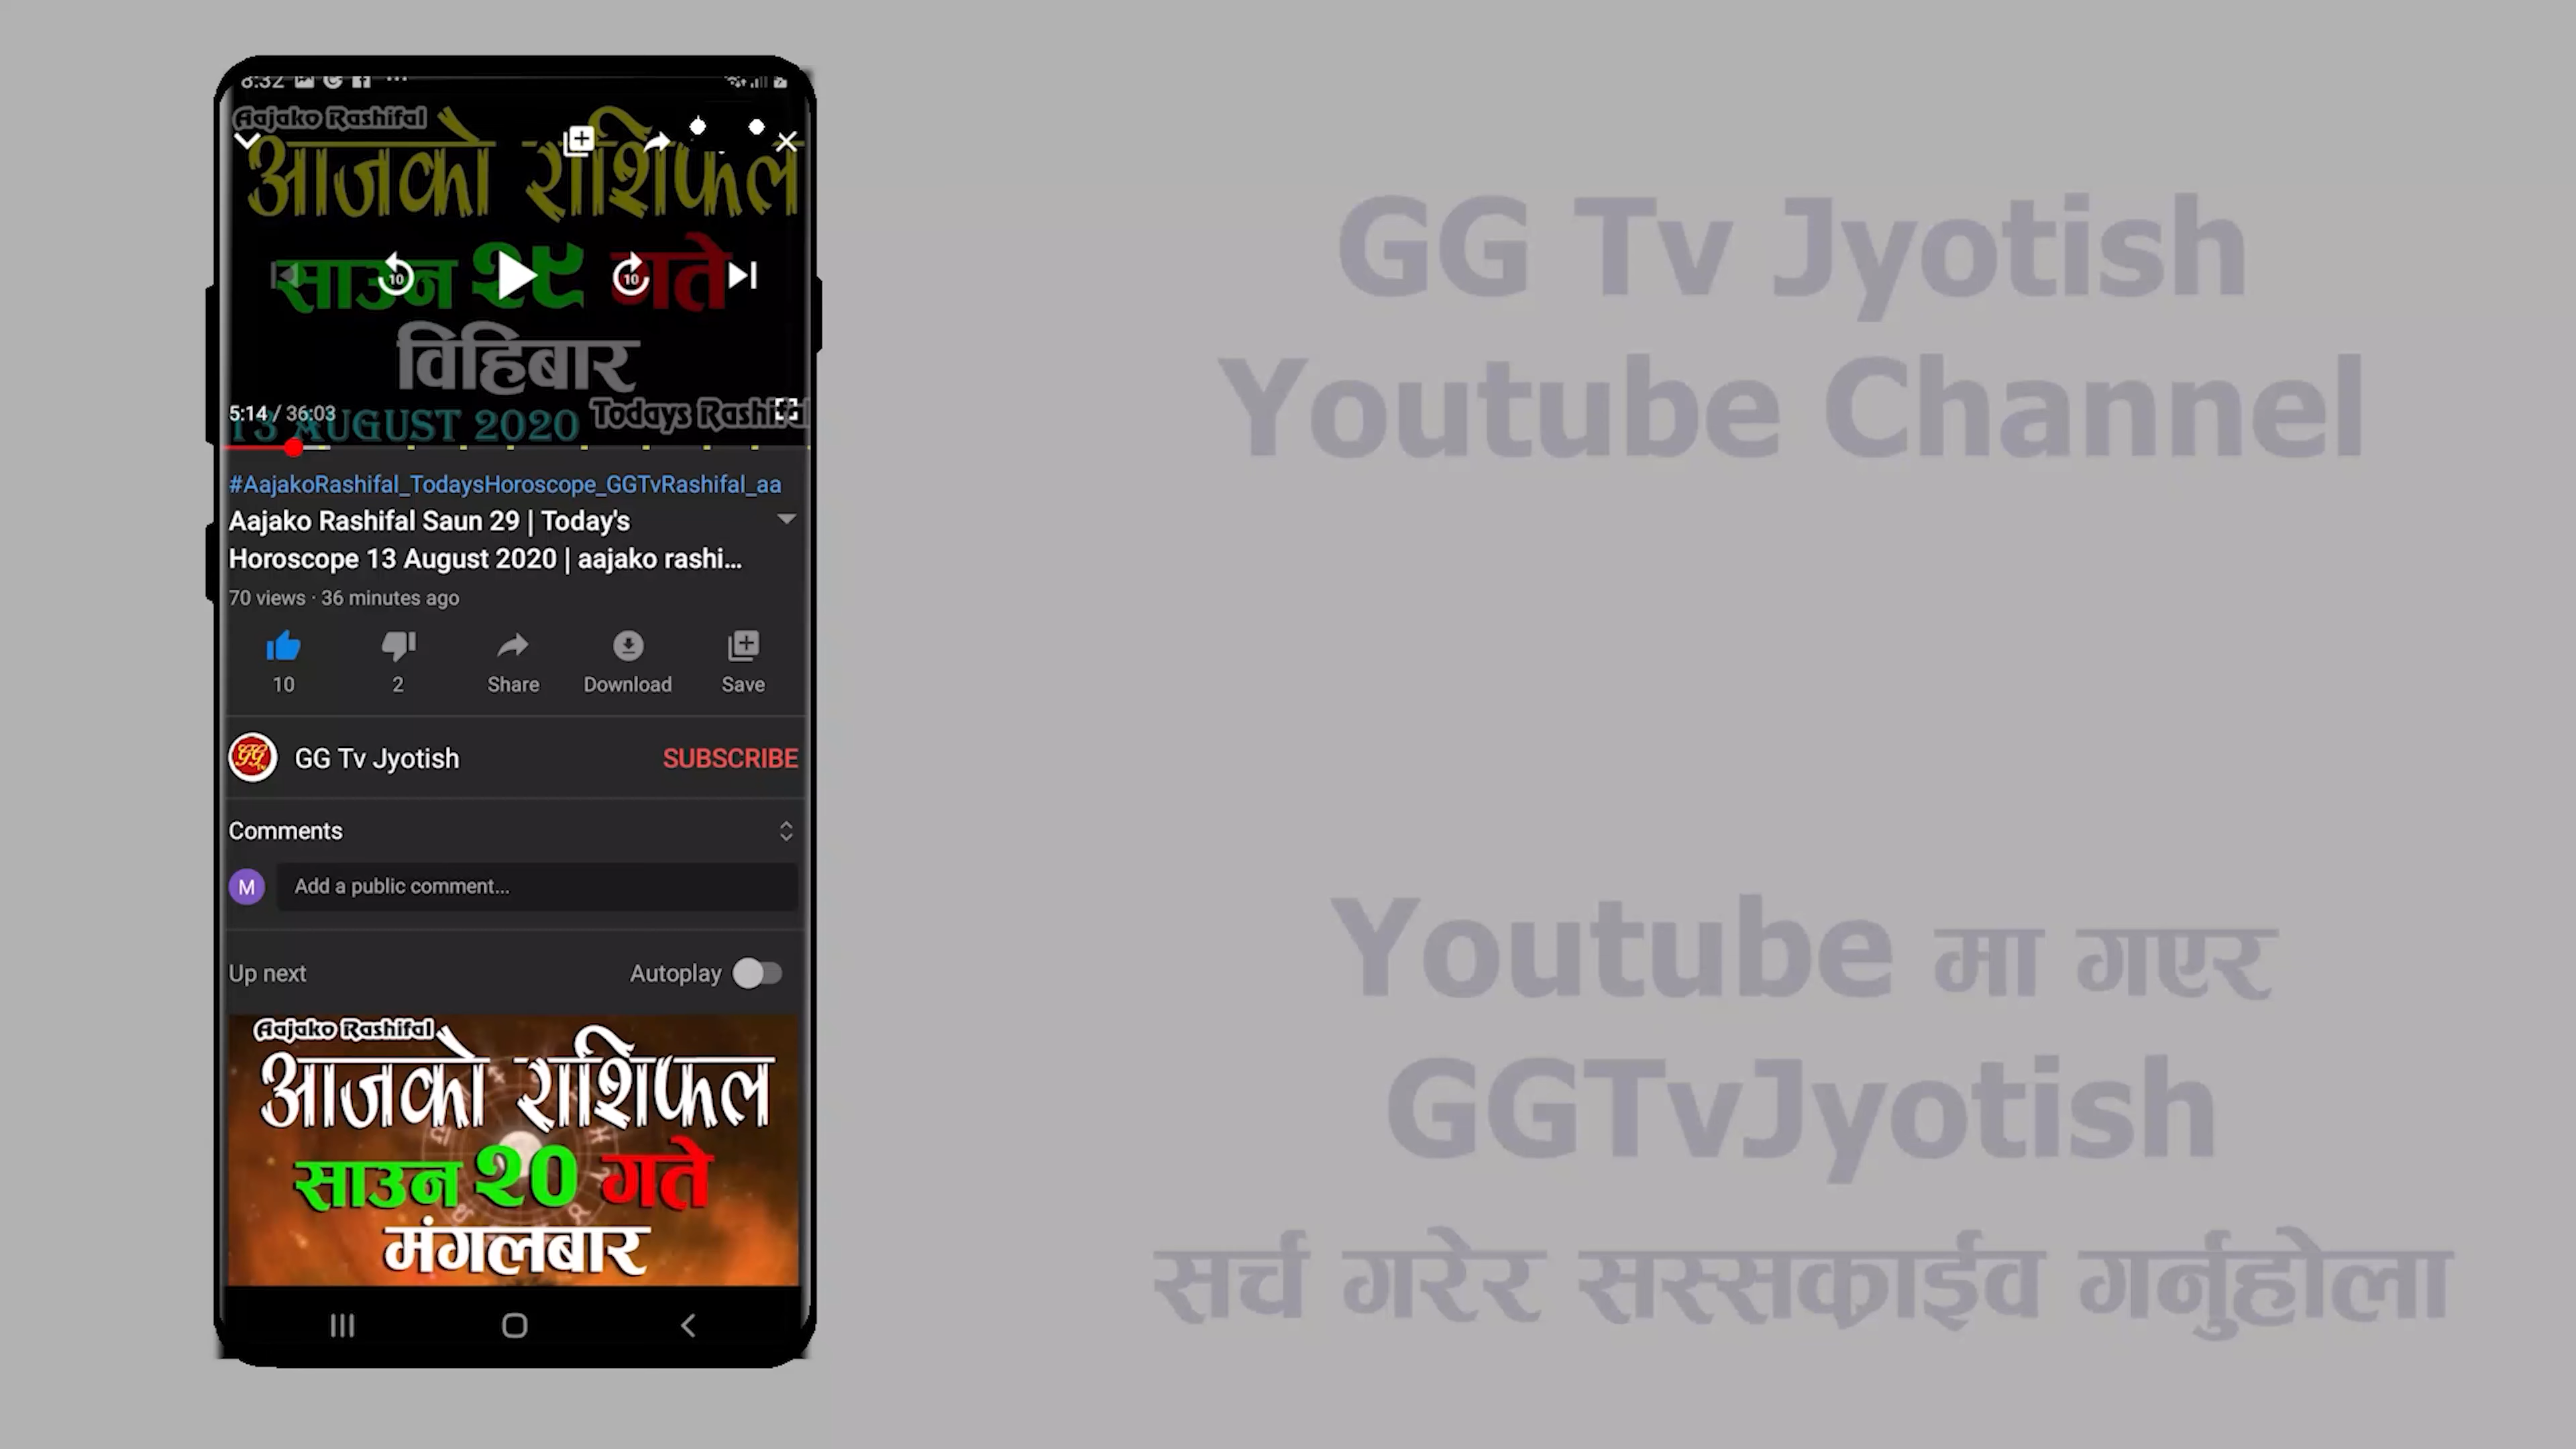 8:32
Aajako Rashifal
आजको राशिफल
साउन २९ गते
विहिबार
5:14 / 36:03
13 AUGUST 2020
Todays Rashifal
#AajakoRashifal_TodaysHoroscope_GGTvRashifal_aa
Aajako Rashifal Saun 29 | Today's
Horoscope 13 August 2020 | aajako rashi...
70 views · 36 minutes ago
10
2
Share
Download
Save
GG Tv Jyotish
SUBSCRIBE
Comments
M
Add a public comment...
Up next
Autoplay
Aajako Rashifal
आजको राशिफल
साउन २० गते
मंगलबार
GG Tv Jyotish
Youtube Channel
Youtube मा गएर
GGTvJyotish
सर्च गरेर सस्सक्राईव गर्नुहोला